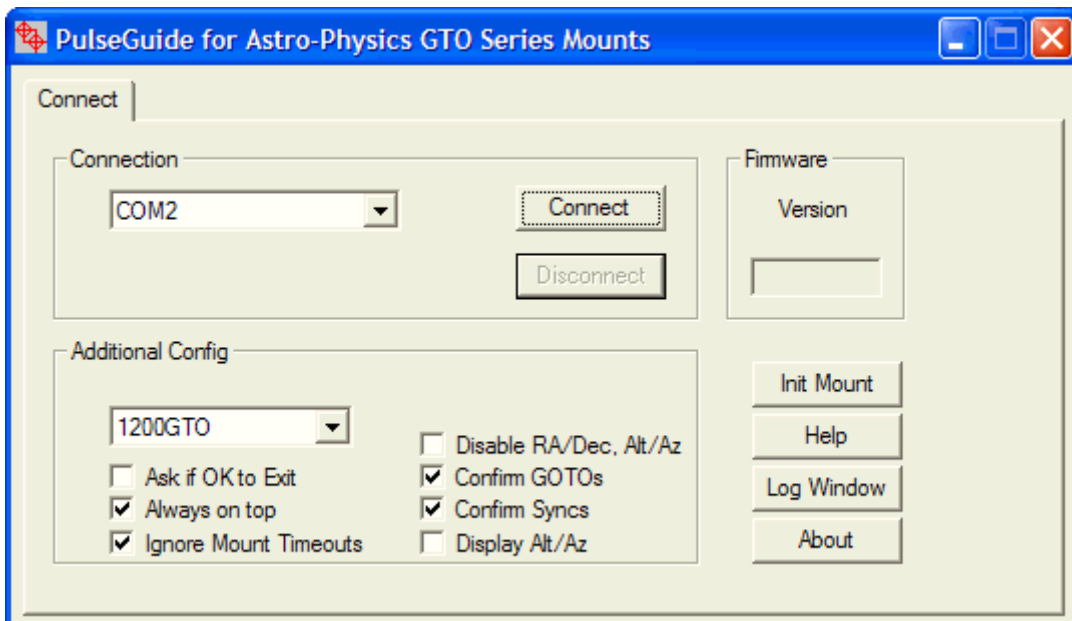 PulseGuide for Astro-Physics GTO Series Mounts
Connect
Connection
COM2
Connect
Disconnect
Firmware
Version
Additional Config
1200GTO
Ask if OK to Exit
Always on top
Ignore Mount Timeouts
Disable RA/Dec, Alt/Az
Confirm GOTOs
Confirm Syncs
Display Alt/Az
Init Mount
Help
Log Window
About